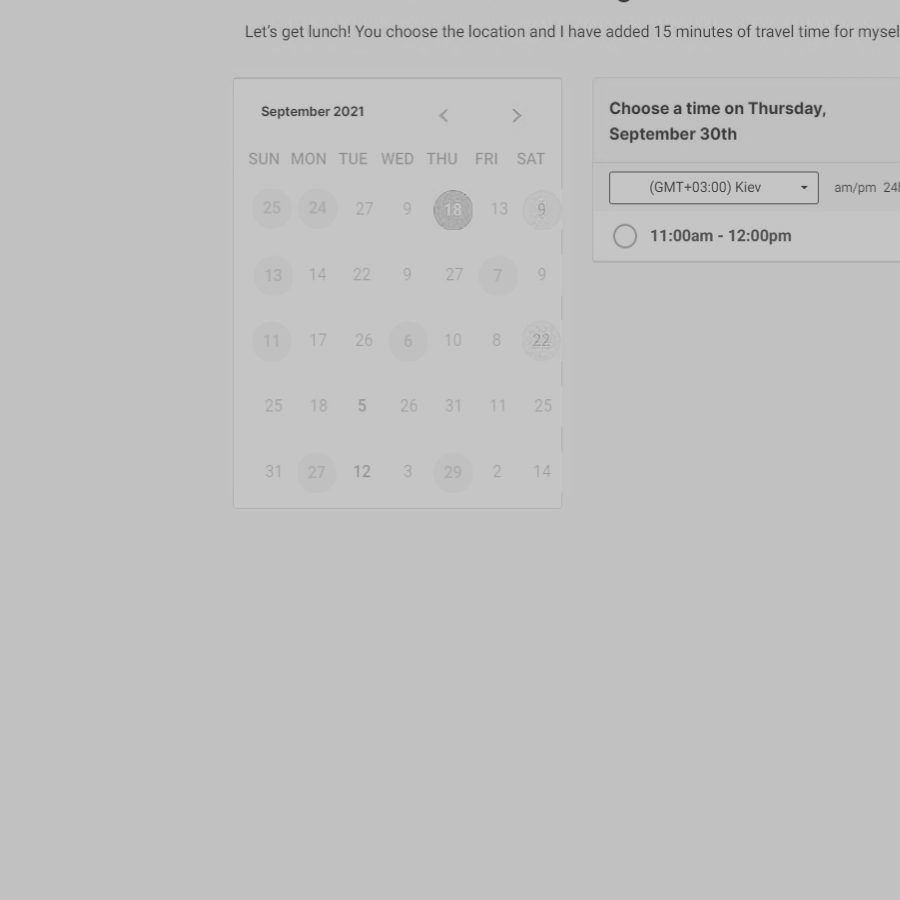 Let's get lunch! You choose the location and I have added 15 minutes of travel time for mysel
September 2021
SUN MON TUE WED THU FRI SAT
25 24 27 9 18 13 9
13 14 22 9 27 7 9
11 17 26 6 10 8 22
25 18 5 26 31 11 25
31 27 12 3 29 2 14
Choose a time on Thursday,
September 30th
(GMT+03:00) Kiev am/pm 24h
11:00am - 12:00pm